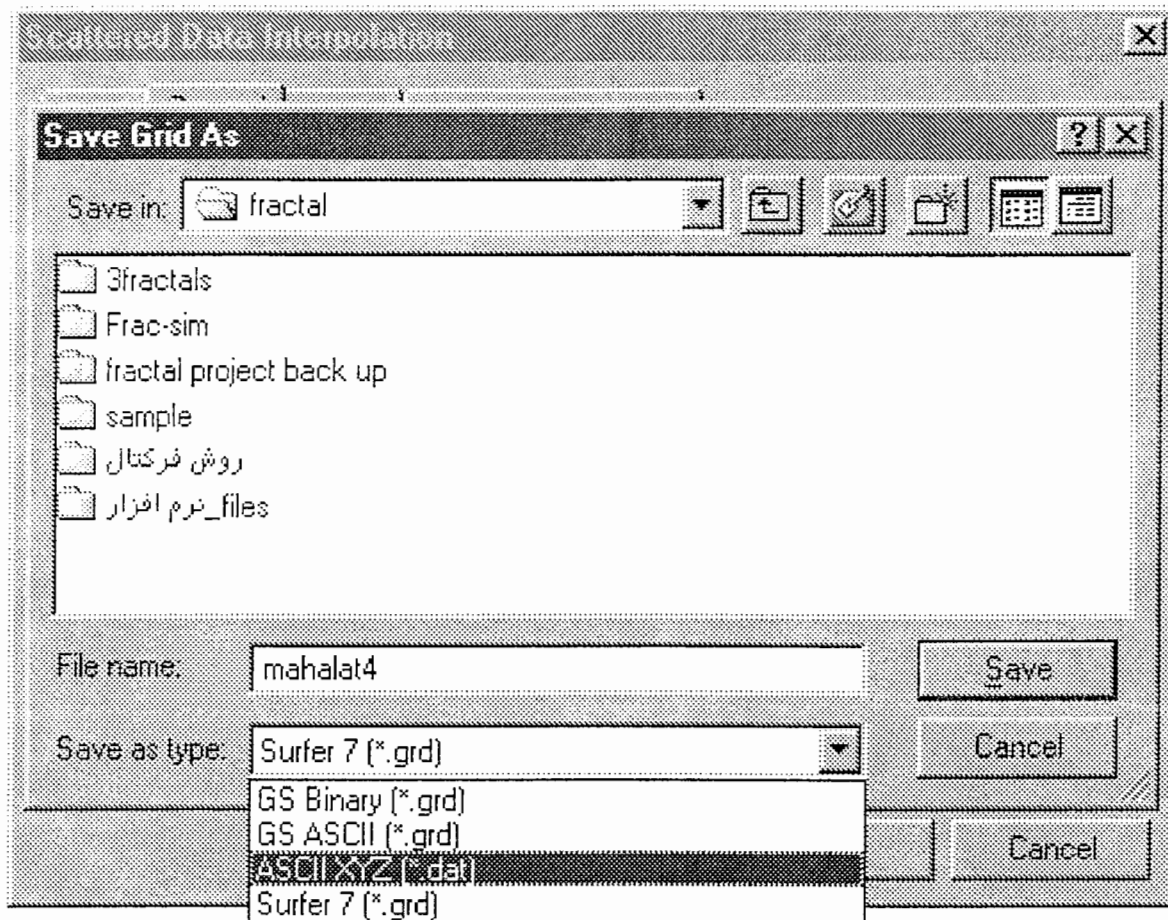 Scattered Data Interpolation
Save Grid As
Save in: fractal
3fractals
Frac-sim
fractal project back up
sample
روش فرکتال
نرم افزار_files
File name: mahalat4
Save
Save as type: Surfer 7 (*.grd)
Cancel
GS Binary (*.grd)
GS ASCII (*.grd)
ASCII XYZ (*.dat)
Surfer 7 (*.grd)
Cancel